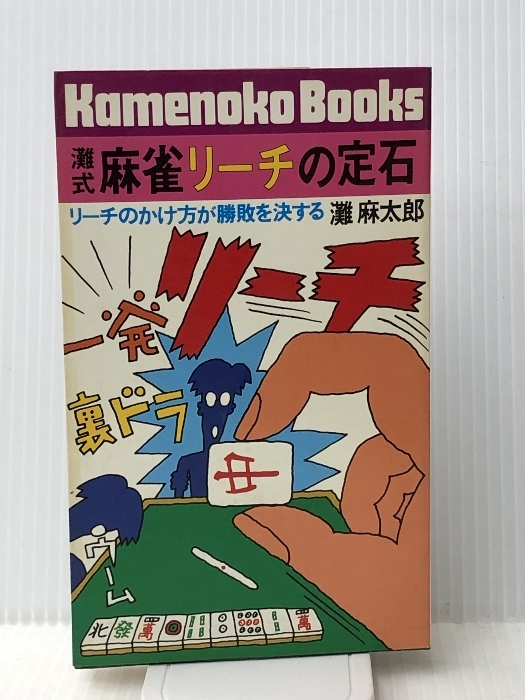 Kamenoko Books
灘式 麻雀リーチの定石
リーチのかけ方が勝敗を決する 灘 麻太郎
リーチ
一発
裏ドラ
中
ウーム
北 發 萬 萬